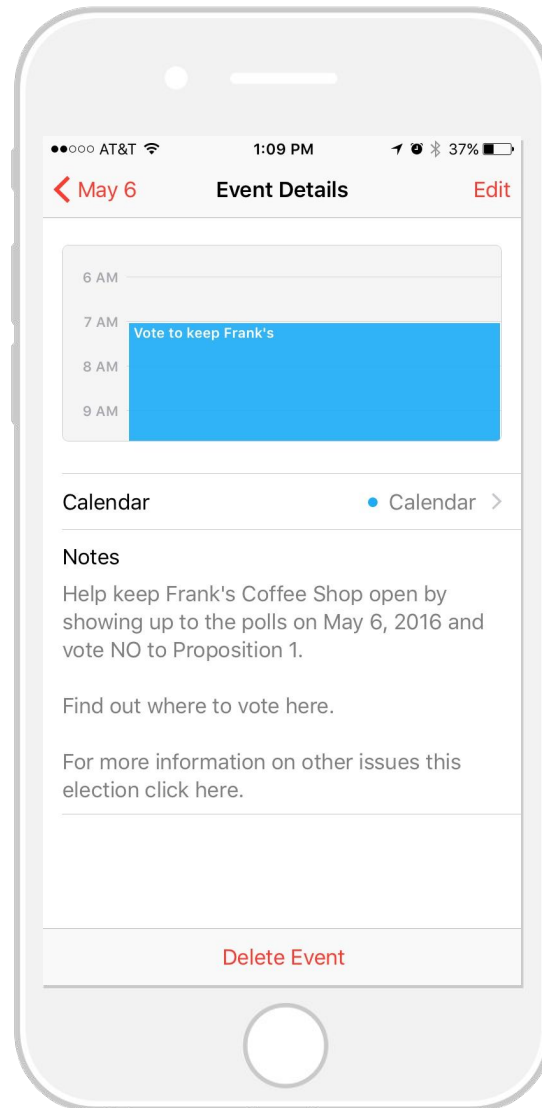 AT&T 1:09 PM 37%
May 6 Event Details Edit
6 AM
7 AM
Vote to keep Frank's
8 AM
9 AM
Calendar Calendar
Notes
Help keep Frank's Coffee Shop open by
showing up to the polls on May 6, 2016 and
vote NO to Proposition 1.
Find out where to vote here.
For more information on other issues this
election click here.
Delete Event